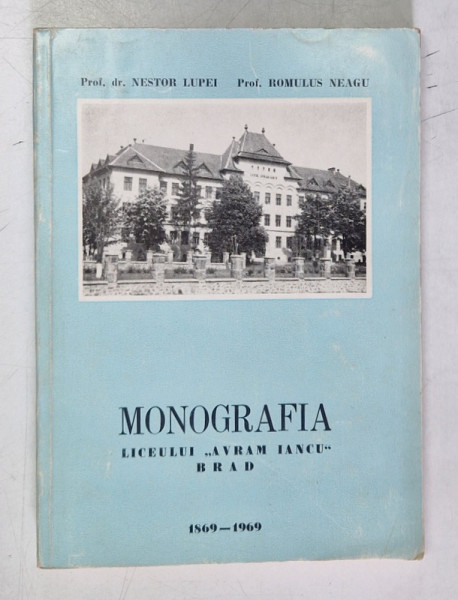 Prof. dr. NESTOR LUPEI Prof. ROMULUS NEAGU
MONOGRAFIA
LICEULUI „AVRAM IANCU“
BRAD
1869—1969